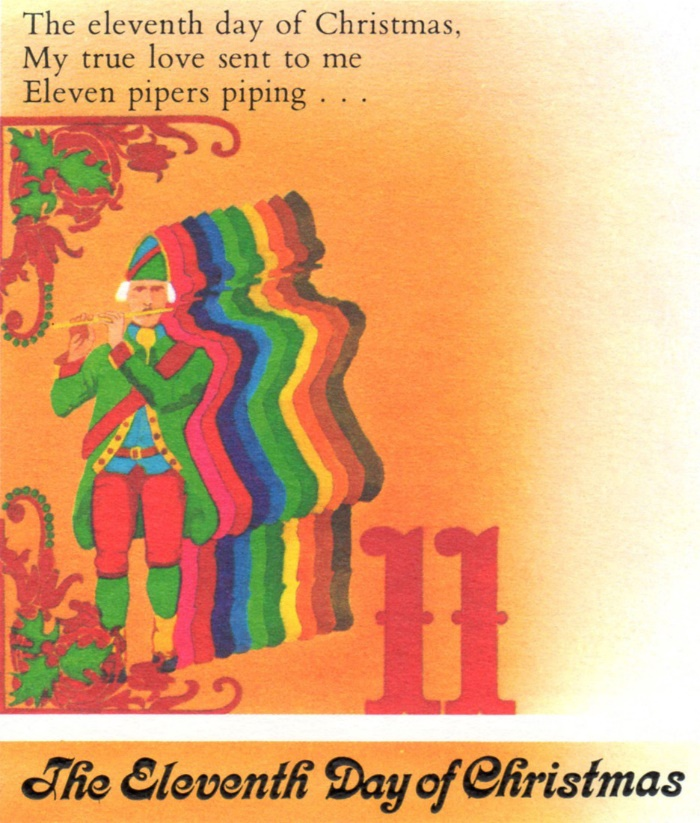 The eleventh day of Christmas,
My true love sent to me
Eleven pipers piping . . .
11
The Eleventh Day of Christmas